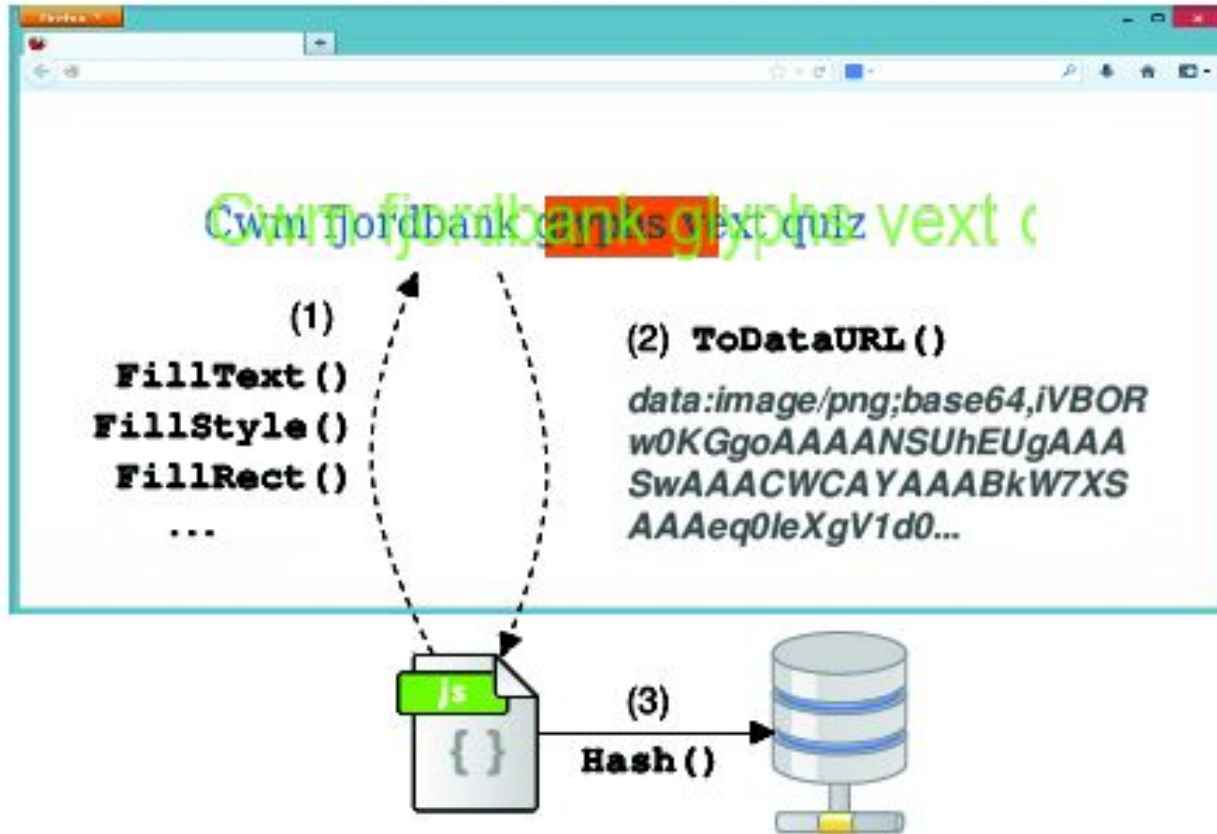 Firefox
Cwm fjordbank glyphs vext quiz
Cwm fjordbank glyphs vext q
(1)
FillText()
FillStyle()
FillRect()
...
(2) ToDataURL()
data:image/png;base64,iVBOR
w0KGgoAAAANSUhEUgAAA
SwAAACWCAYAAABkW7XS
AAAeq0leXgV1d0...
js
{ }
(3)
Hash()